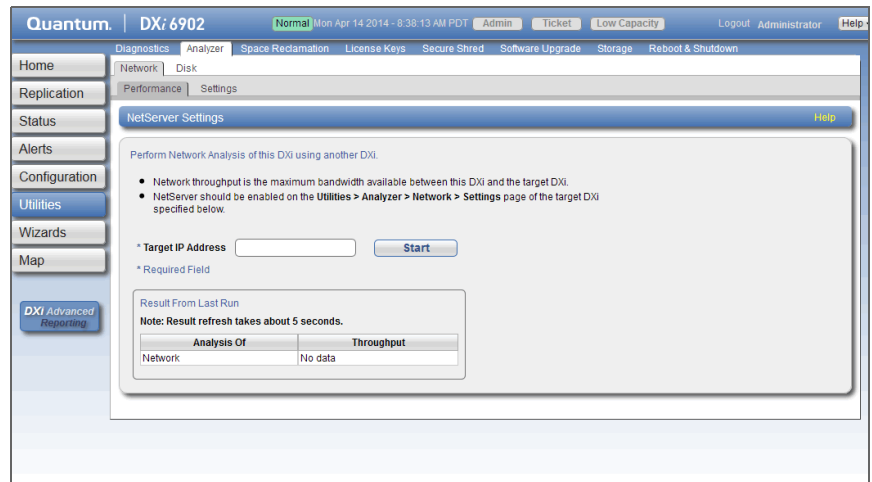 Quantum. DXi 6902 Normal Mon Apr 14 2014 - 8:38:13 AM PDT Admin Ticket Low Capacity Logout Administrator Help
Diagnostics Analyzer Space Reclamation License Keys Secure Shred Software Upgrade Storage Reboot & Shutdown
Home
Replication
Status
Alerts
Configuration
Utilities
Wizards
Map
DXi Advanced
Reporting
Network Disk
Performance Settings
NetServer Settings Help
Perform Network Analysis of this DXi using another DXi.
• Network throughput is the maximum bandwidth available between this DXi and the target DXi.
• NetServer should be enabled on the Utilities > Analyzer > Network > Settings page of the target DXi
specified below.
* Target IP Address Start
* Required Field
Result From Last Run
Note: Result refresh takes about 5 seconds.
Analysis Of Throughput
Network No data